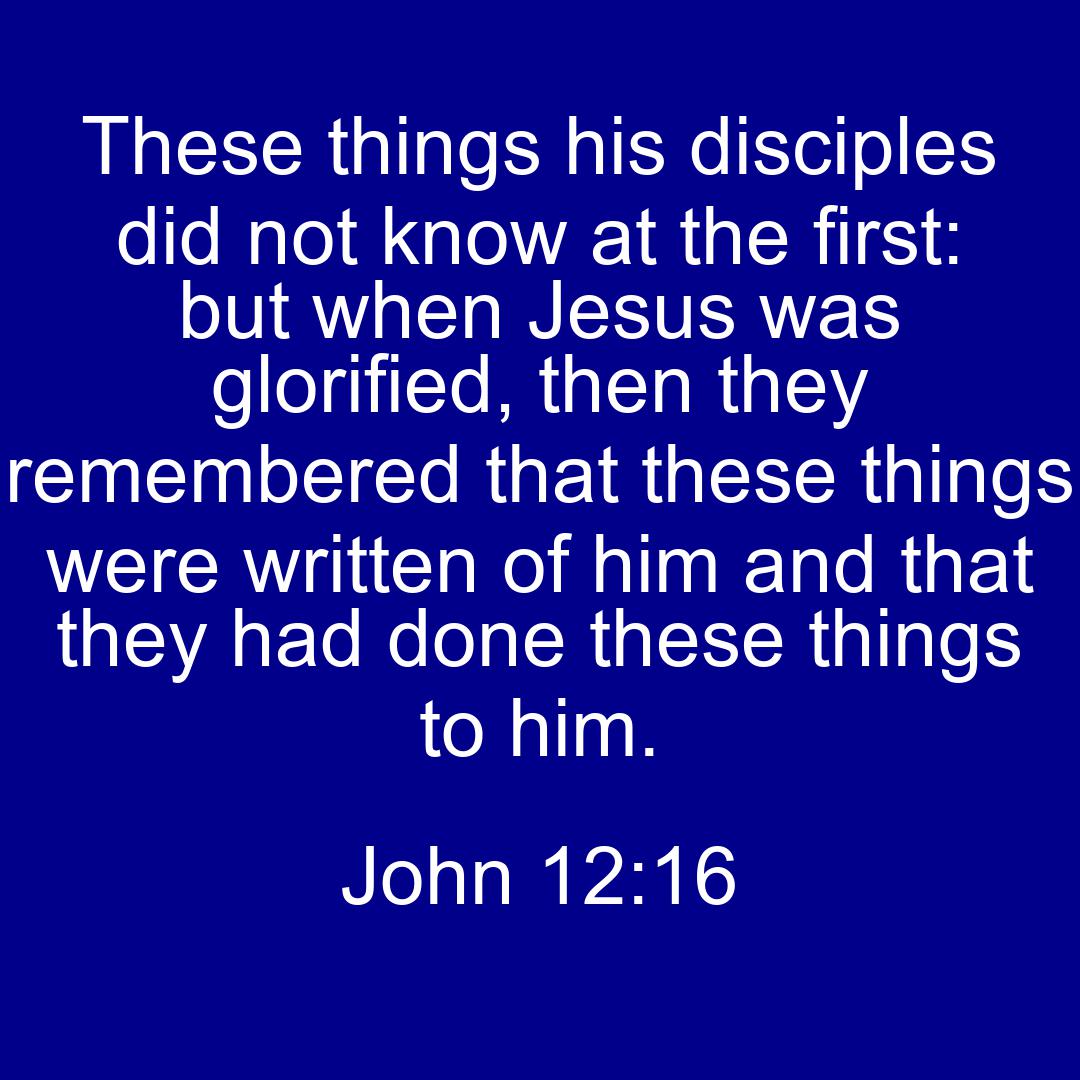 These things his disciples
did not know at the first:
but when Jesus was
glorified, then they
remembered that these things
were written of him and that
they had done these things
to him.
John 12:16